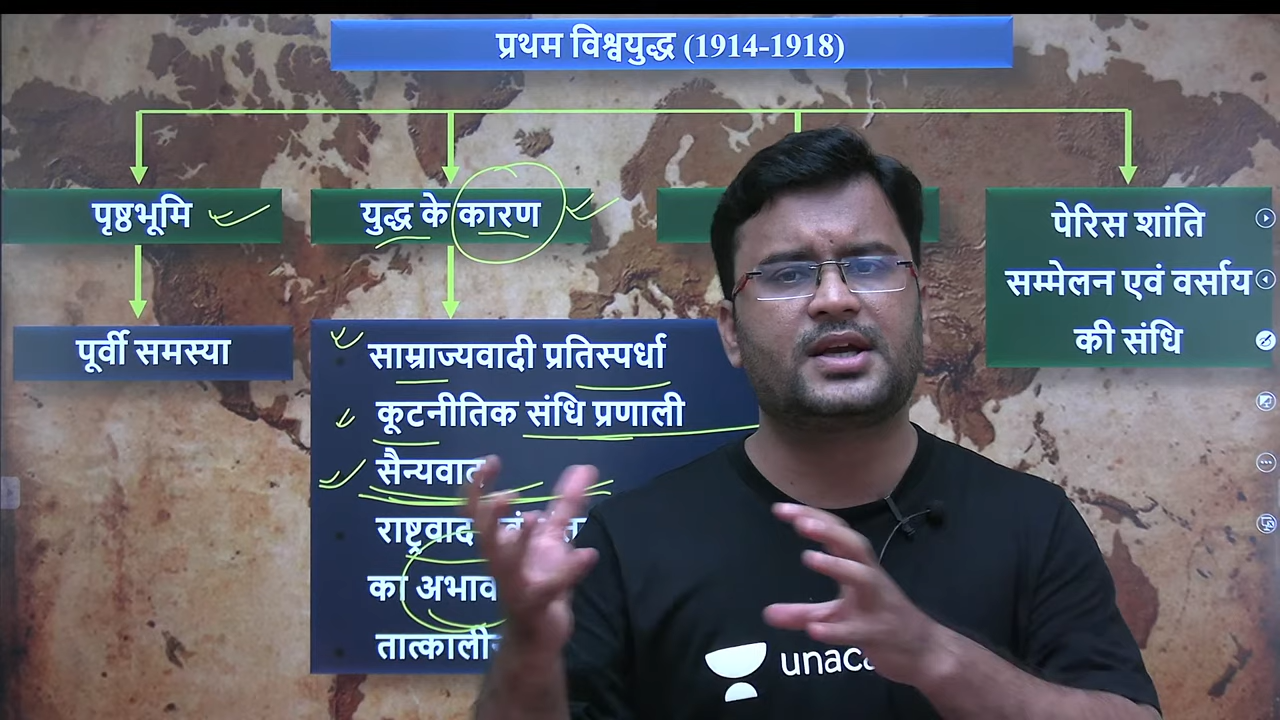 प्रथम विश्वयुद्ध (1914-1918)
पृष्ठभूमि
युद्ध के कारण
पेरिस शांति
सम्मेलन एवं वर्साय
की संधि
पूर्वी समस्या
साम्राज्यवादी प्रतिस्पर्धा
कूटनीतिक संधि प्रणाली
सैन्यवाद
राष्ट्रवाद
का अभाव